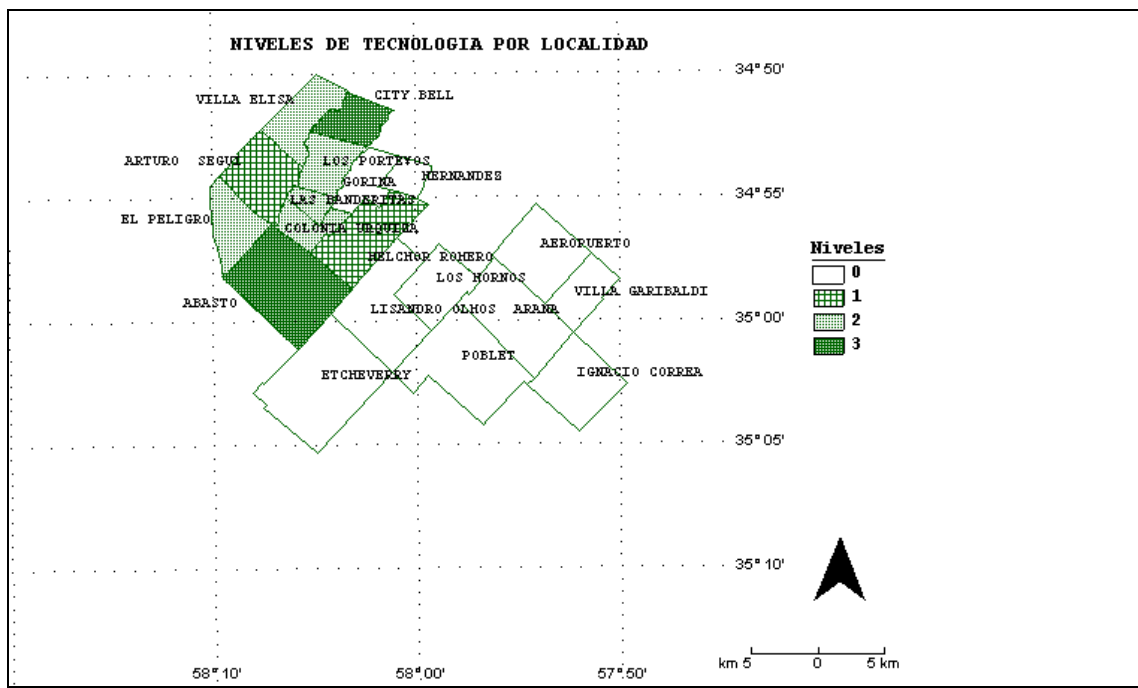 NIVELES DE TECNOLOGIA POR LOCALIDAD
34°50'
VILLA ELISA
CITY BELL
ARTURO SEGUI
LOS PORTEYOS
GORINA
HERNANDES
34°55'
LAS BANDERITAS
EL PELIGRO
COLONIA URQUIZA
AEROPUERTO
MELCHOR ROMERO
LOS HORNOS
VILLA GARIBALDI
ABASTO
LISANDRO OLMOS
ARANA
35°00'
POBLET
ETCHEVERRY
IGNACIO CORREA
Niveles
0
1
2
3
35°05'
35°10'
58°10'
58°00'
57°50'
km 5 0 5 km